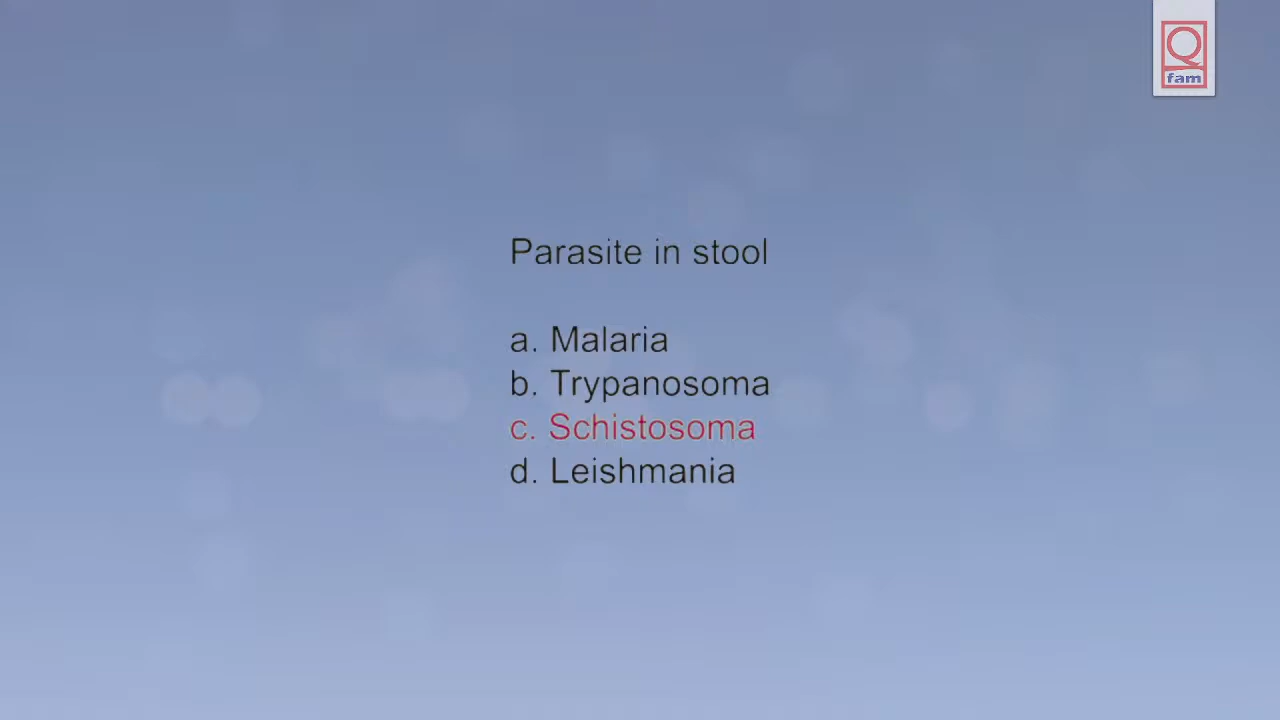 Q
fam
Parasite in stool
a. Malaria
b. Trypanosoma
c. Schistosoma
d. Leishmania